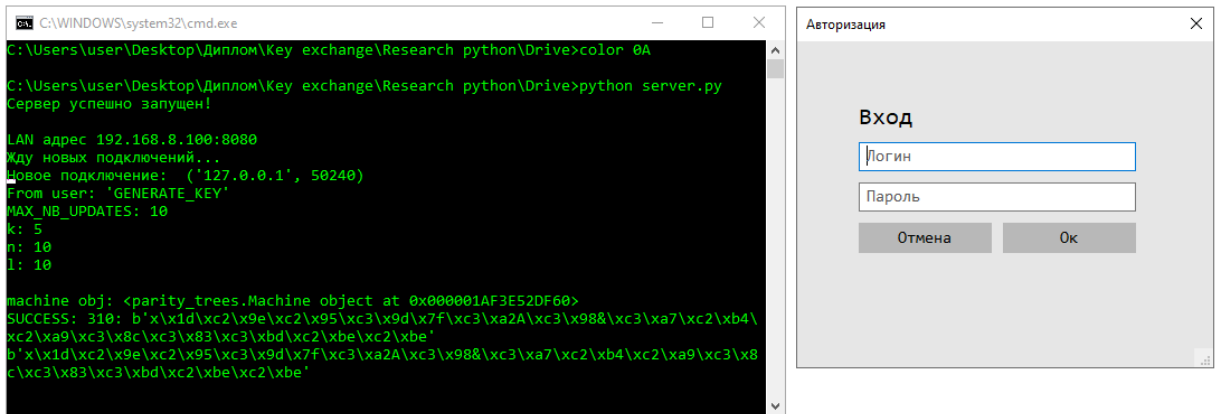 C:\WINDOWS\system32\cmd.exe
C:\Users\user\Desktop\Диплом\Key exchange\Research python\Drive>color 0A
C:\Users\user\Desktop\Диплом\Key exchange\Research python\Drive>python server.py
Сервер успешно запущен!
LAN адрес 192.168.8.100:8080
Жду новых подключений...
Новое подключение:  ('127.0.0.1', 50240)
From user: 'GENERATE_KEY'
MAX_NB_UPDATES: 10
k: 5
n: 10
l: 10
machine obj: <parity_trees.Machine object at 0x000001AF3E52DF60>
SUCCESS: 310: b'x\x1d\xc2\x9e\xc2\x95\xc3\x9d\x7f\xc3\xa2A\xc3\x98&\xc3\xa7\xc2\xb4\
xc2\xa9\xc3\x8c\xc3\x83\xc3\xbd\xc2\xbe\xc2\xbe'
b'x\x1d\xc2\x9e\xc2\x95\xc3\x9d\x7f\xc3\xa2A\xc3\x98&\xc3\xa7\xc2\xb4\xc2\xa9\xc3\x8
c\xc3\x83\xc3\xbd\xc2\xbe\xc2\xbe'
Авторизация
Вход
Логин
Пароль
Отмена
Ок